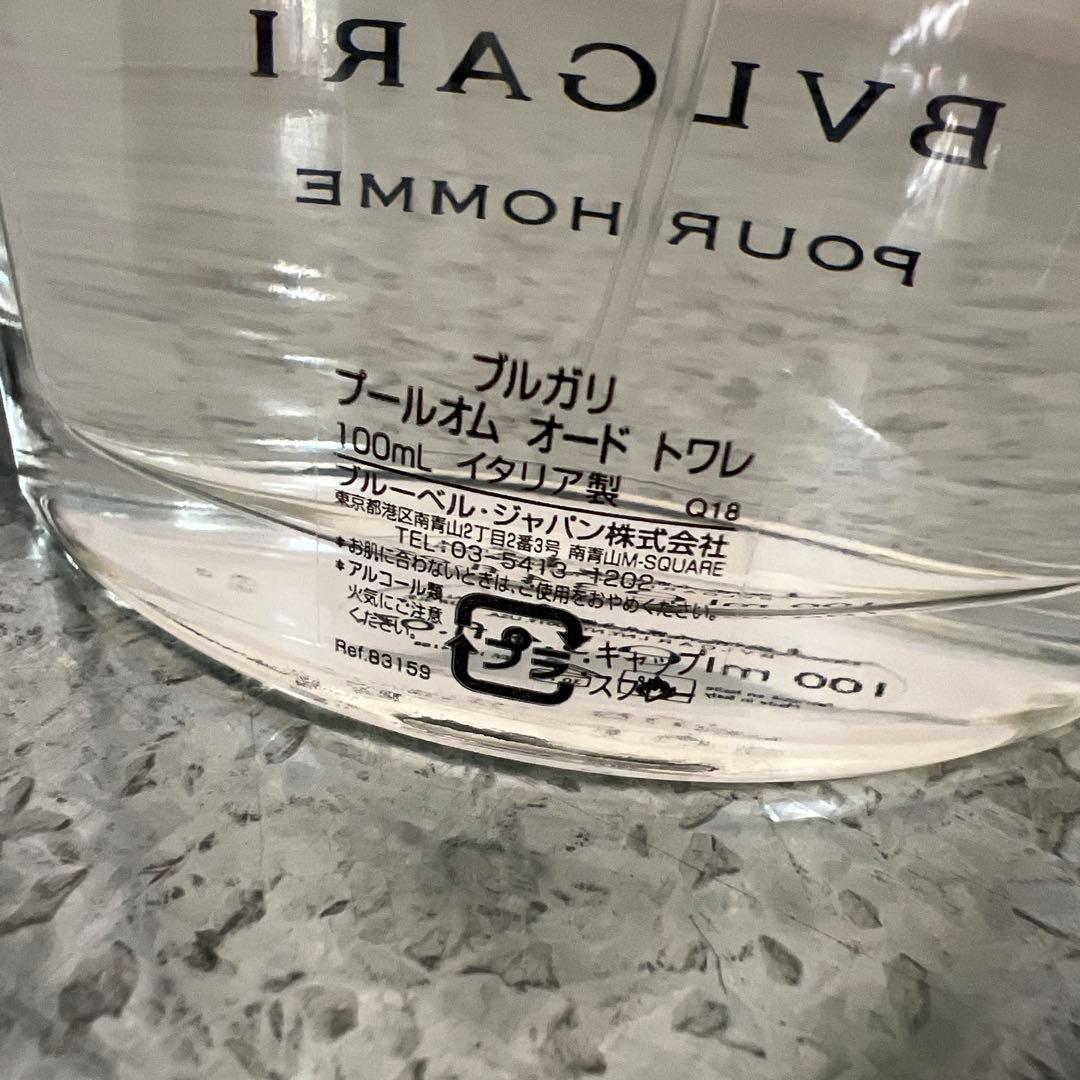 BVLGARI
POUR HOMME
ブルガリ
プールオム オード トワレ
100mL イタリア製 Q18
ブルーベル・ジャパン株式会社
東京都港区南青山2丁目2番3号 南青山M-SQUARE
TEL:03-5413-1202
*お肌に合わないときは、ご使用をおやめください。
*アルコール類
火気にご注意
ください。
Ref.83159
プラ
:キャップ
スプレー
100 ml